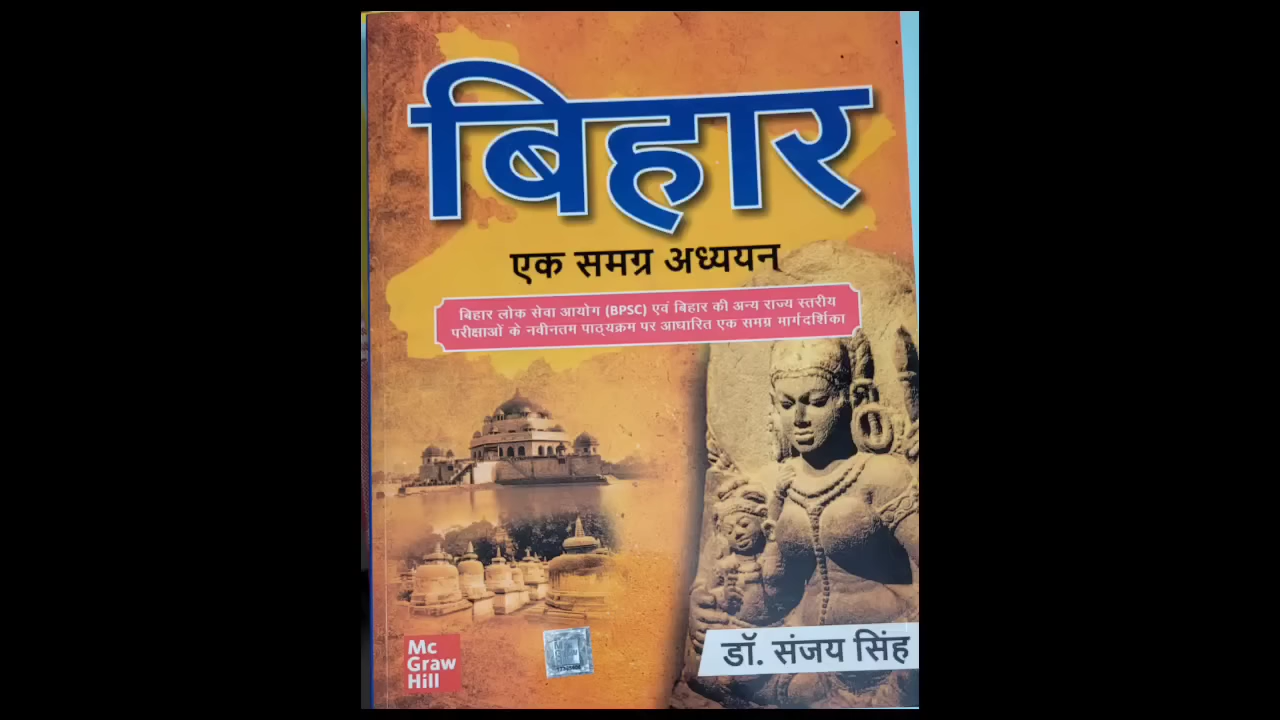 बिहार
एक समग्र अध्ययन
बिहार लोक सेवा आयोग (BPSC) एवं बिहार की अन्य राज्य स्तरीय
परीक्षाओं के नवीनतम पाठ्यक्रम पर आधारित एक समग्र मार्गदर्शिका
Mc
Graw
Hill
डॉ. संजय सिंह